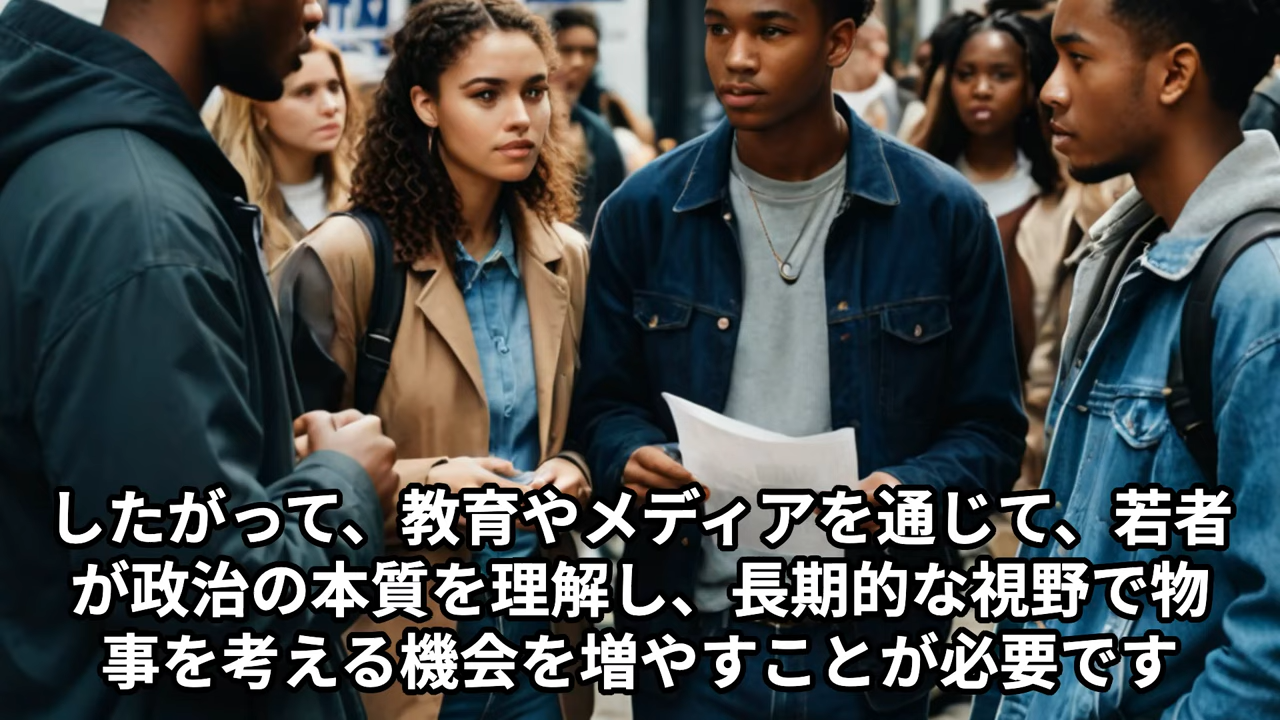 したがって、教育やメディアを通じて、若者
が政治の本質を理解し、長期的な視野で物
事を考える機会を増やすことが必要です